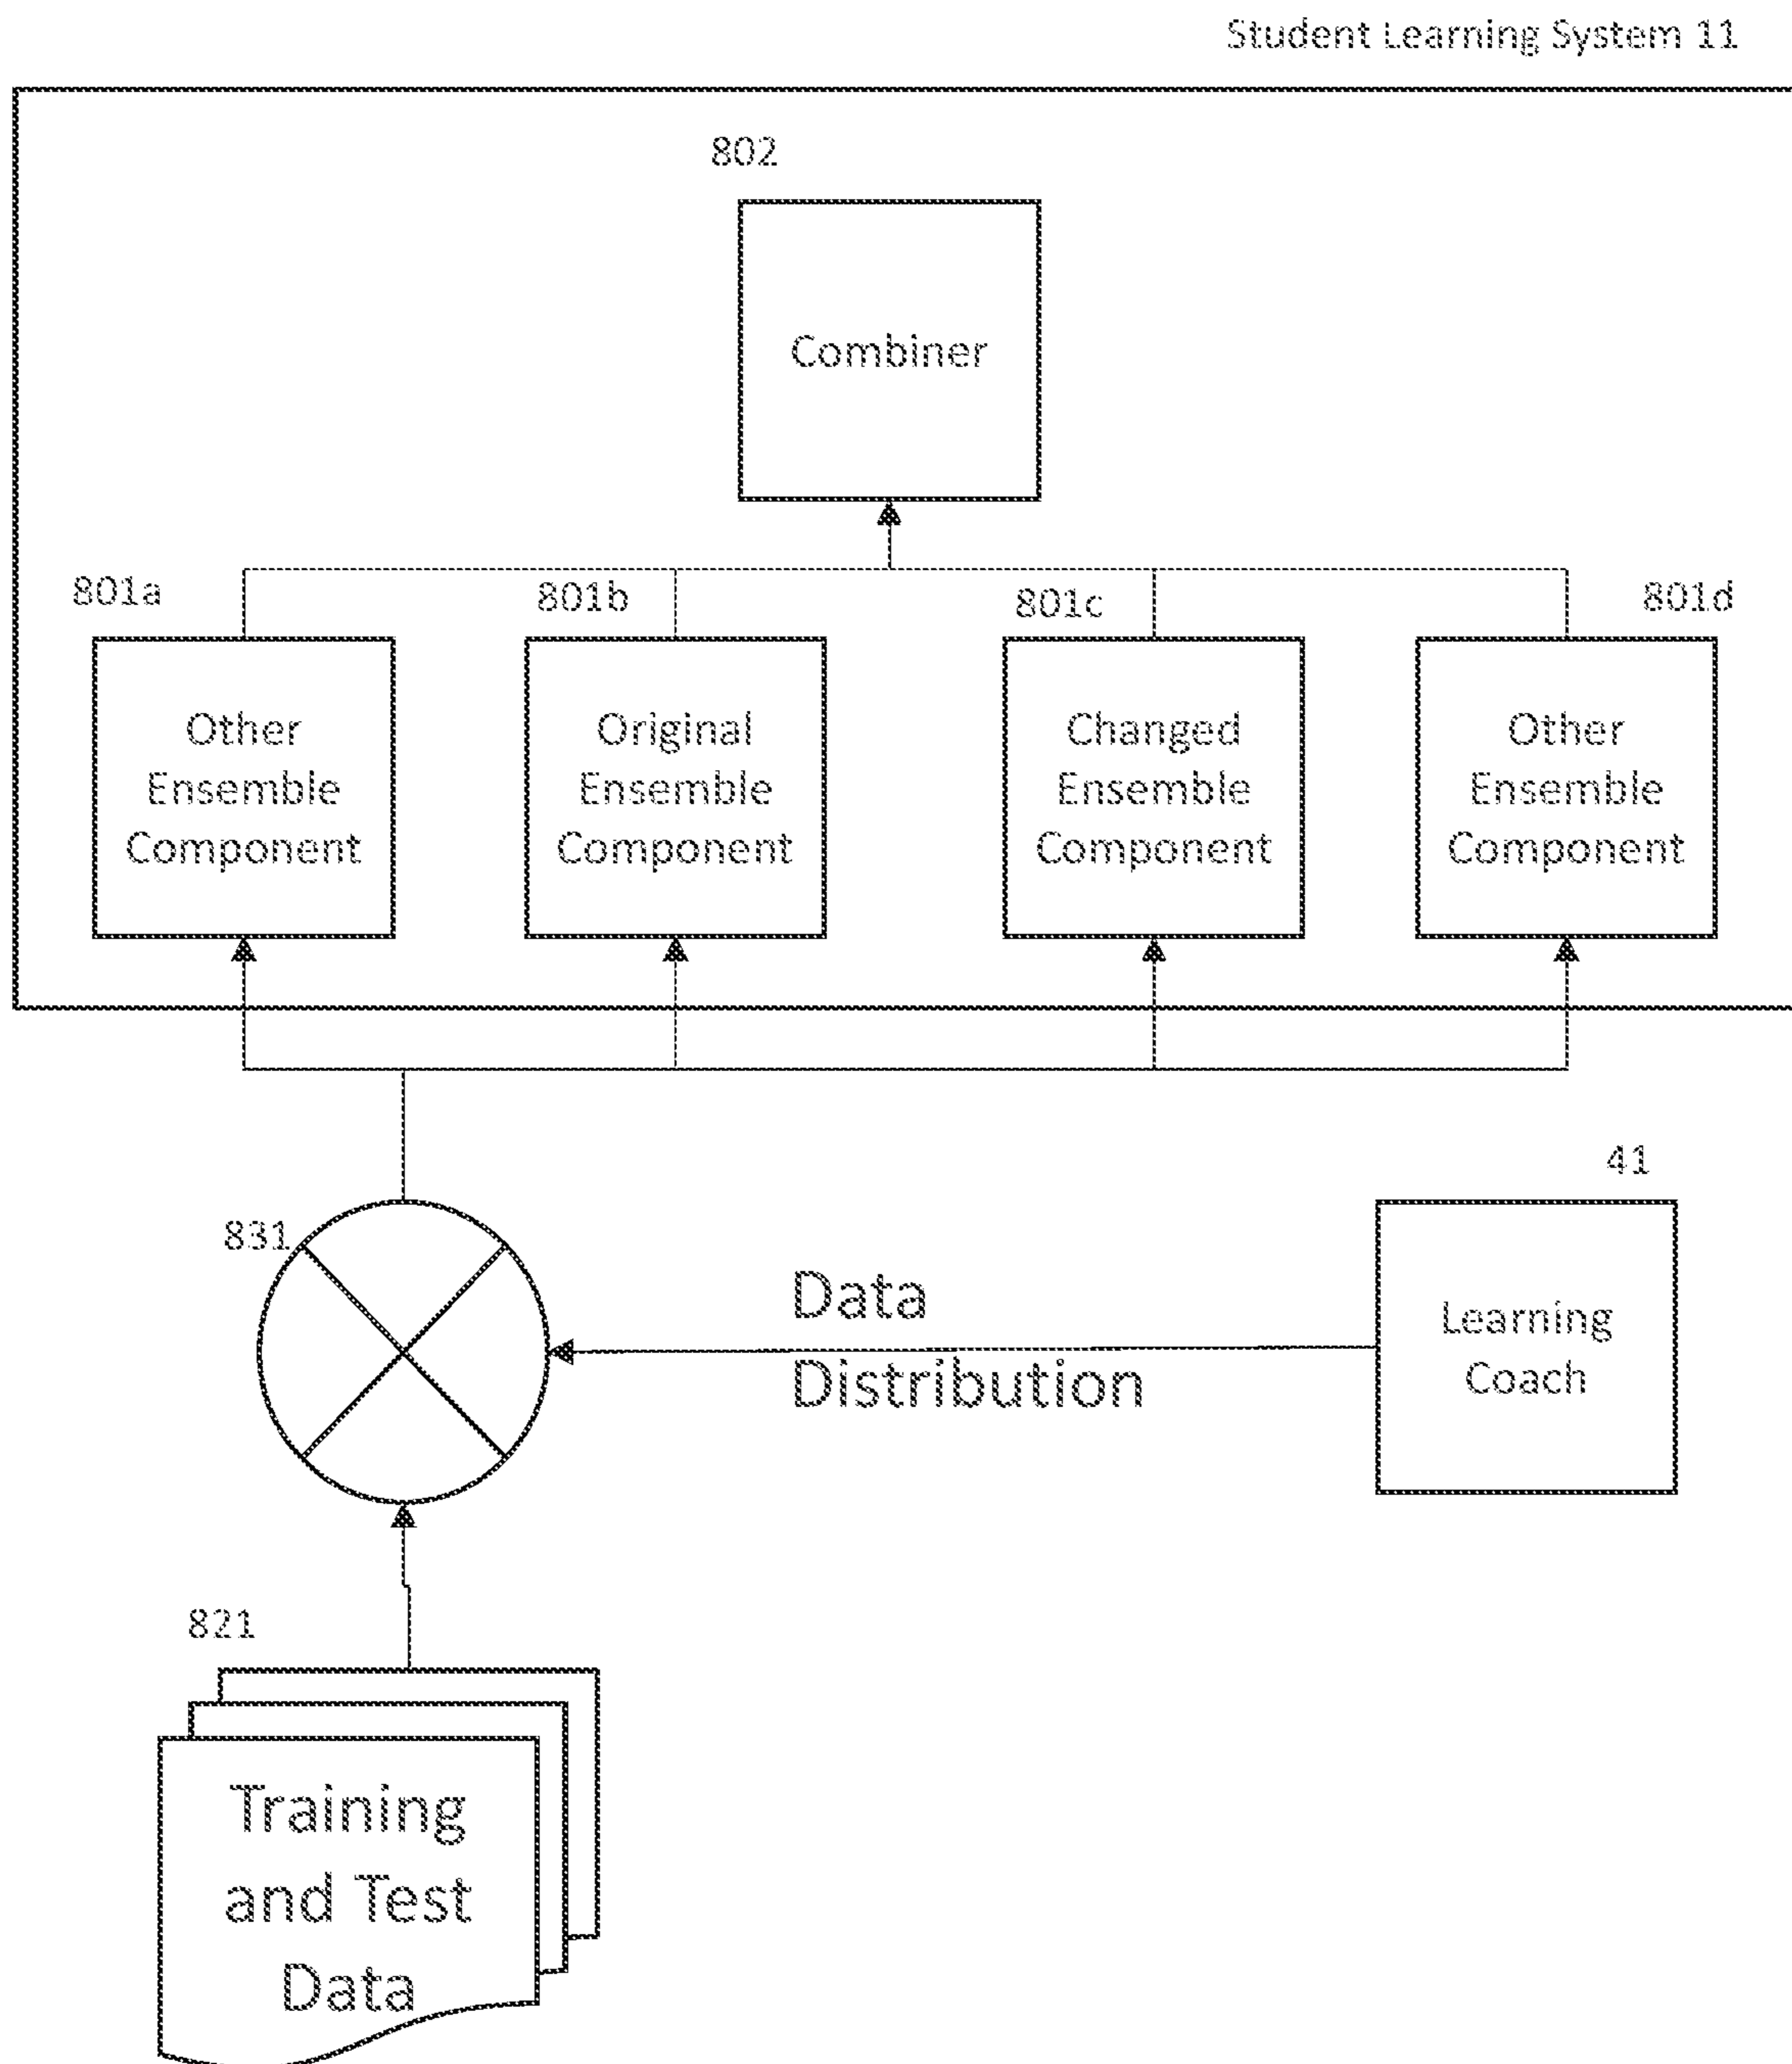 Student Learning System 11
802
Combiner
801a
801b
801c
801d
Other
Ensemble
Component
Original
Ensemble
Component
Changed
Ensemble
Component
Other
Ensemble
Component
41
831
Data
Distribution
Learning
Coach
821
Training
and Test
Data